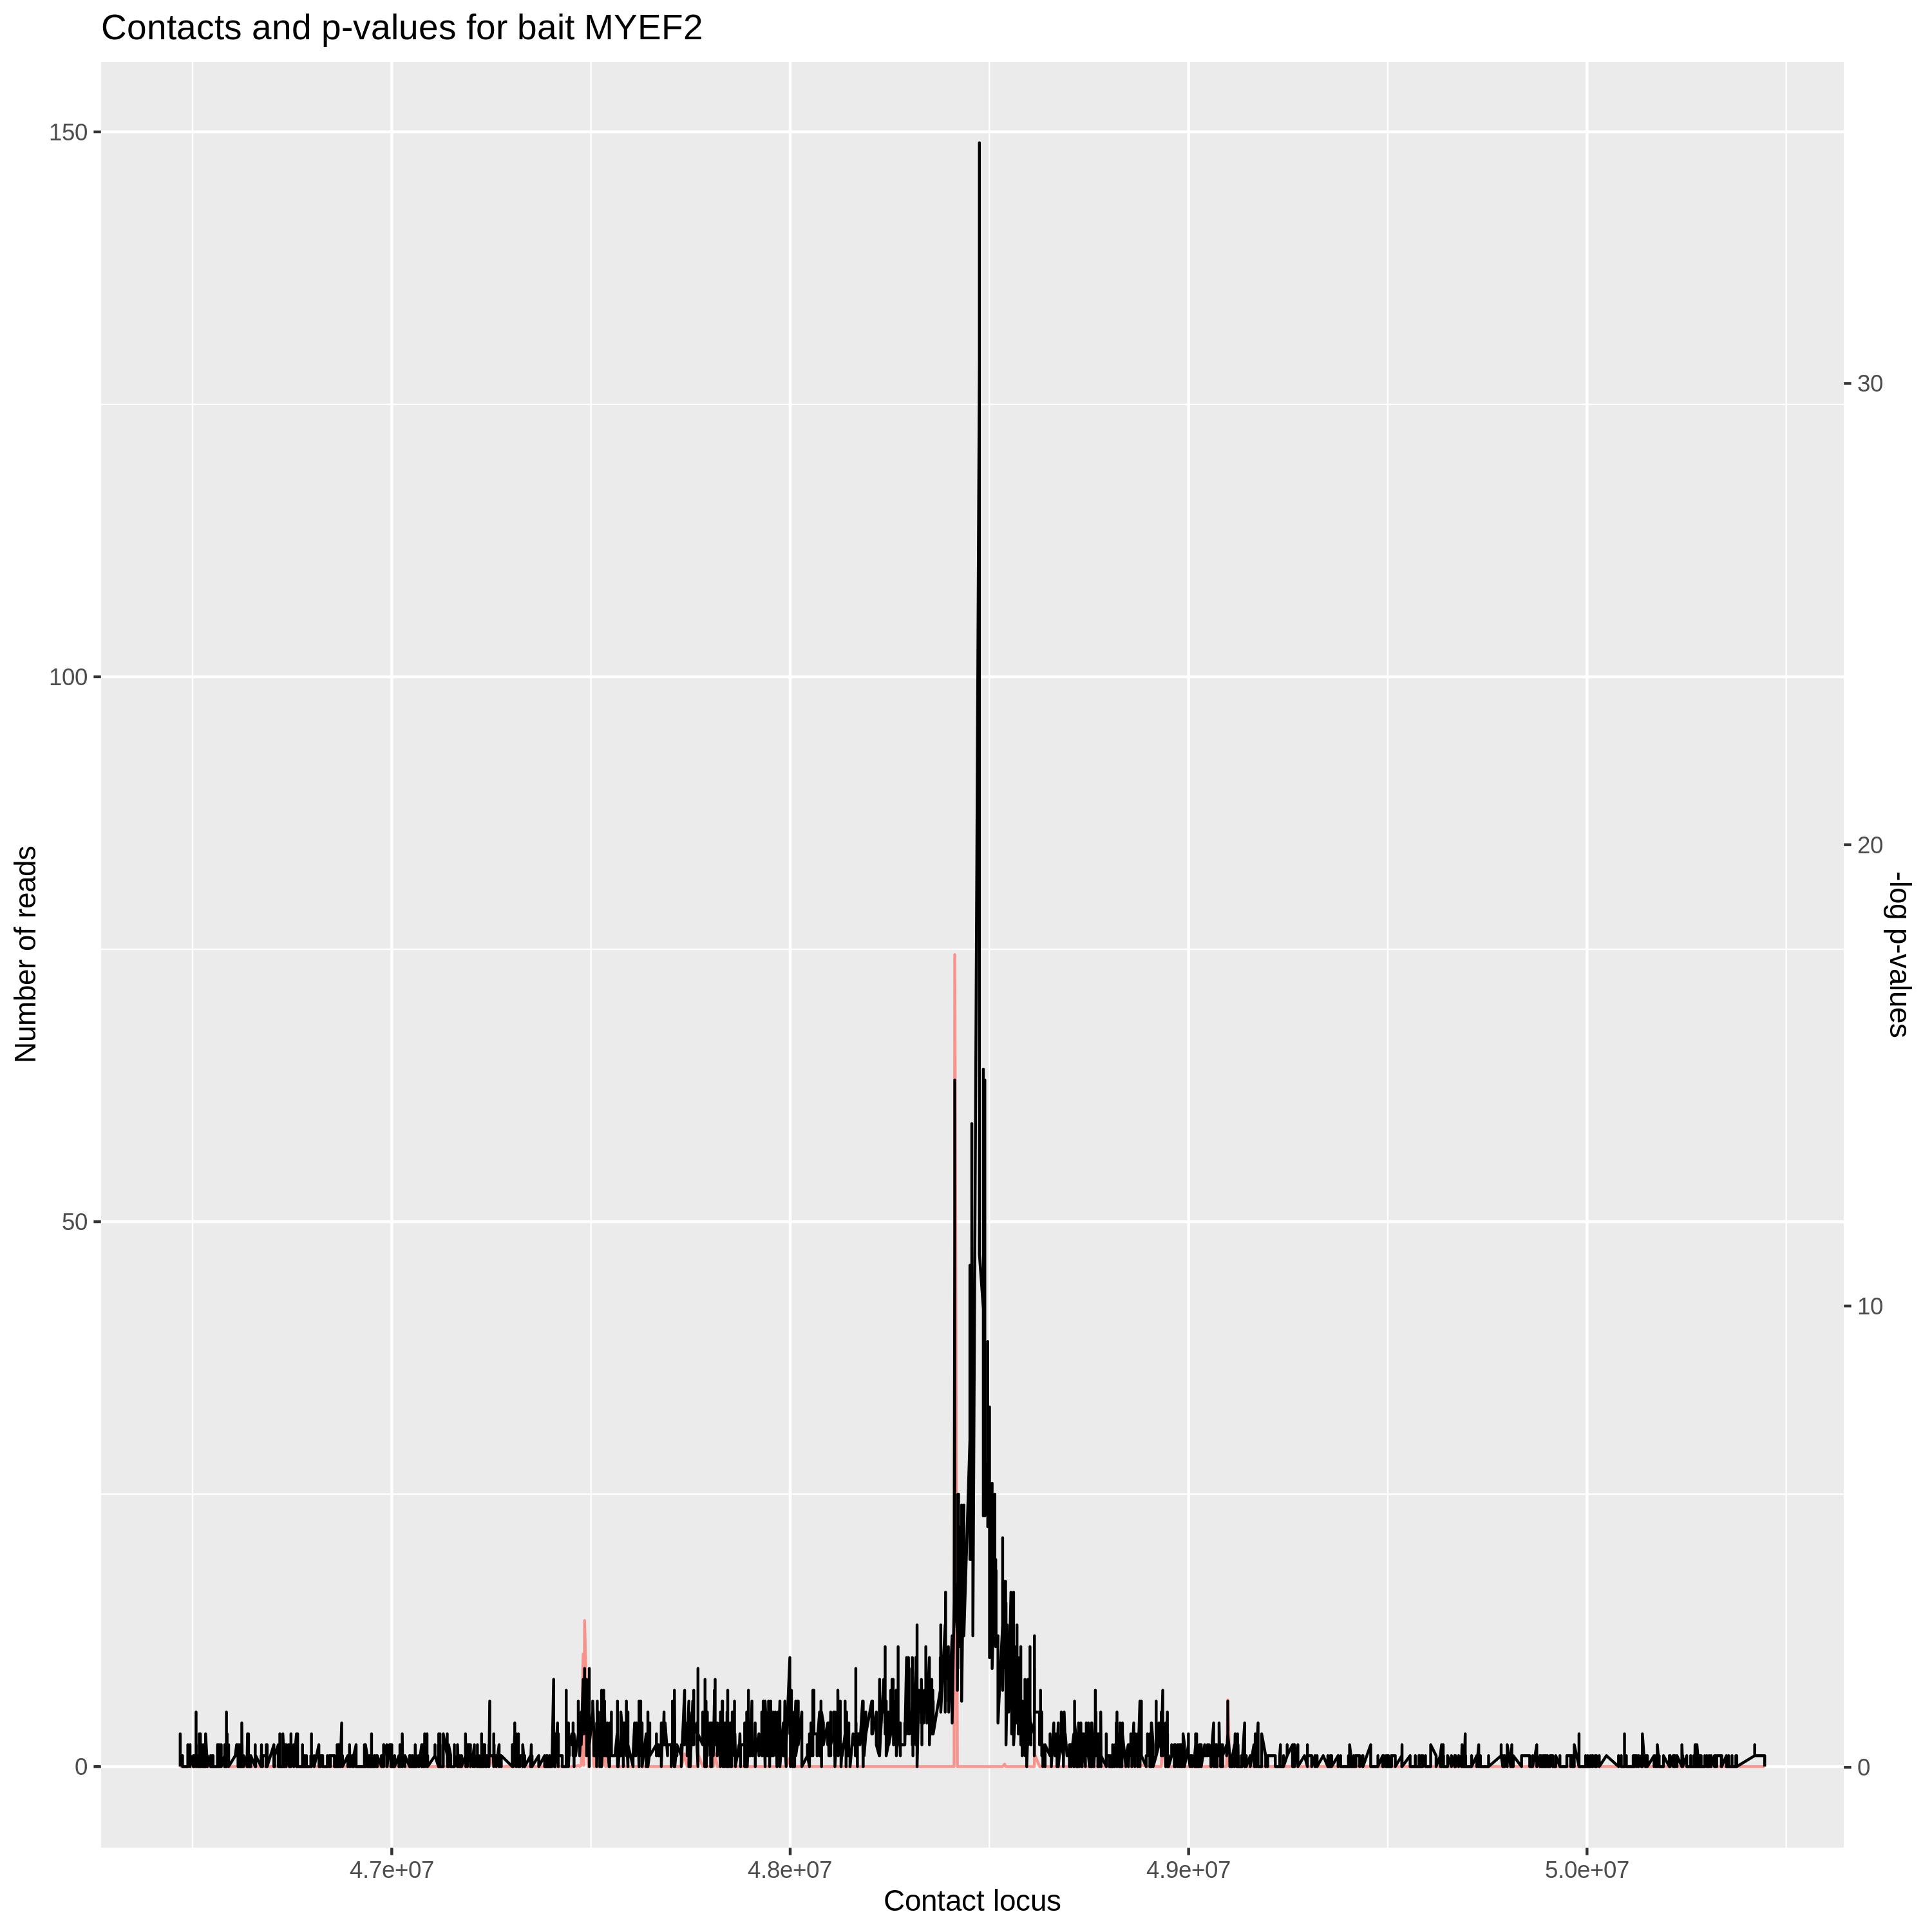 Contacts and p-values for bait MYEF2
150
100
50
0
Number of reads
30
20
10
0
-log p-values
4.7e+07
4.8e+07
4.9e+07
5.0e+07
Contact locus